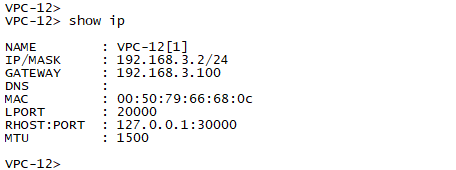 VPC-12>
VPC-12> show ip
NAME : VPC-12[1]
IP/MASK : 192.168.3.2/24
GATEWAY : 192.168.3.100
DNS :
MAC : 00:50:79:66:68:0c
LPORT : 20000
RHOST:PORT : 127.0.0.1:30000
MTU : 1500
VPC-12>